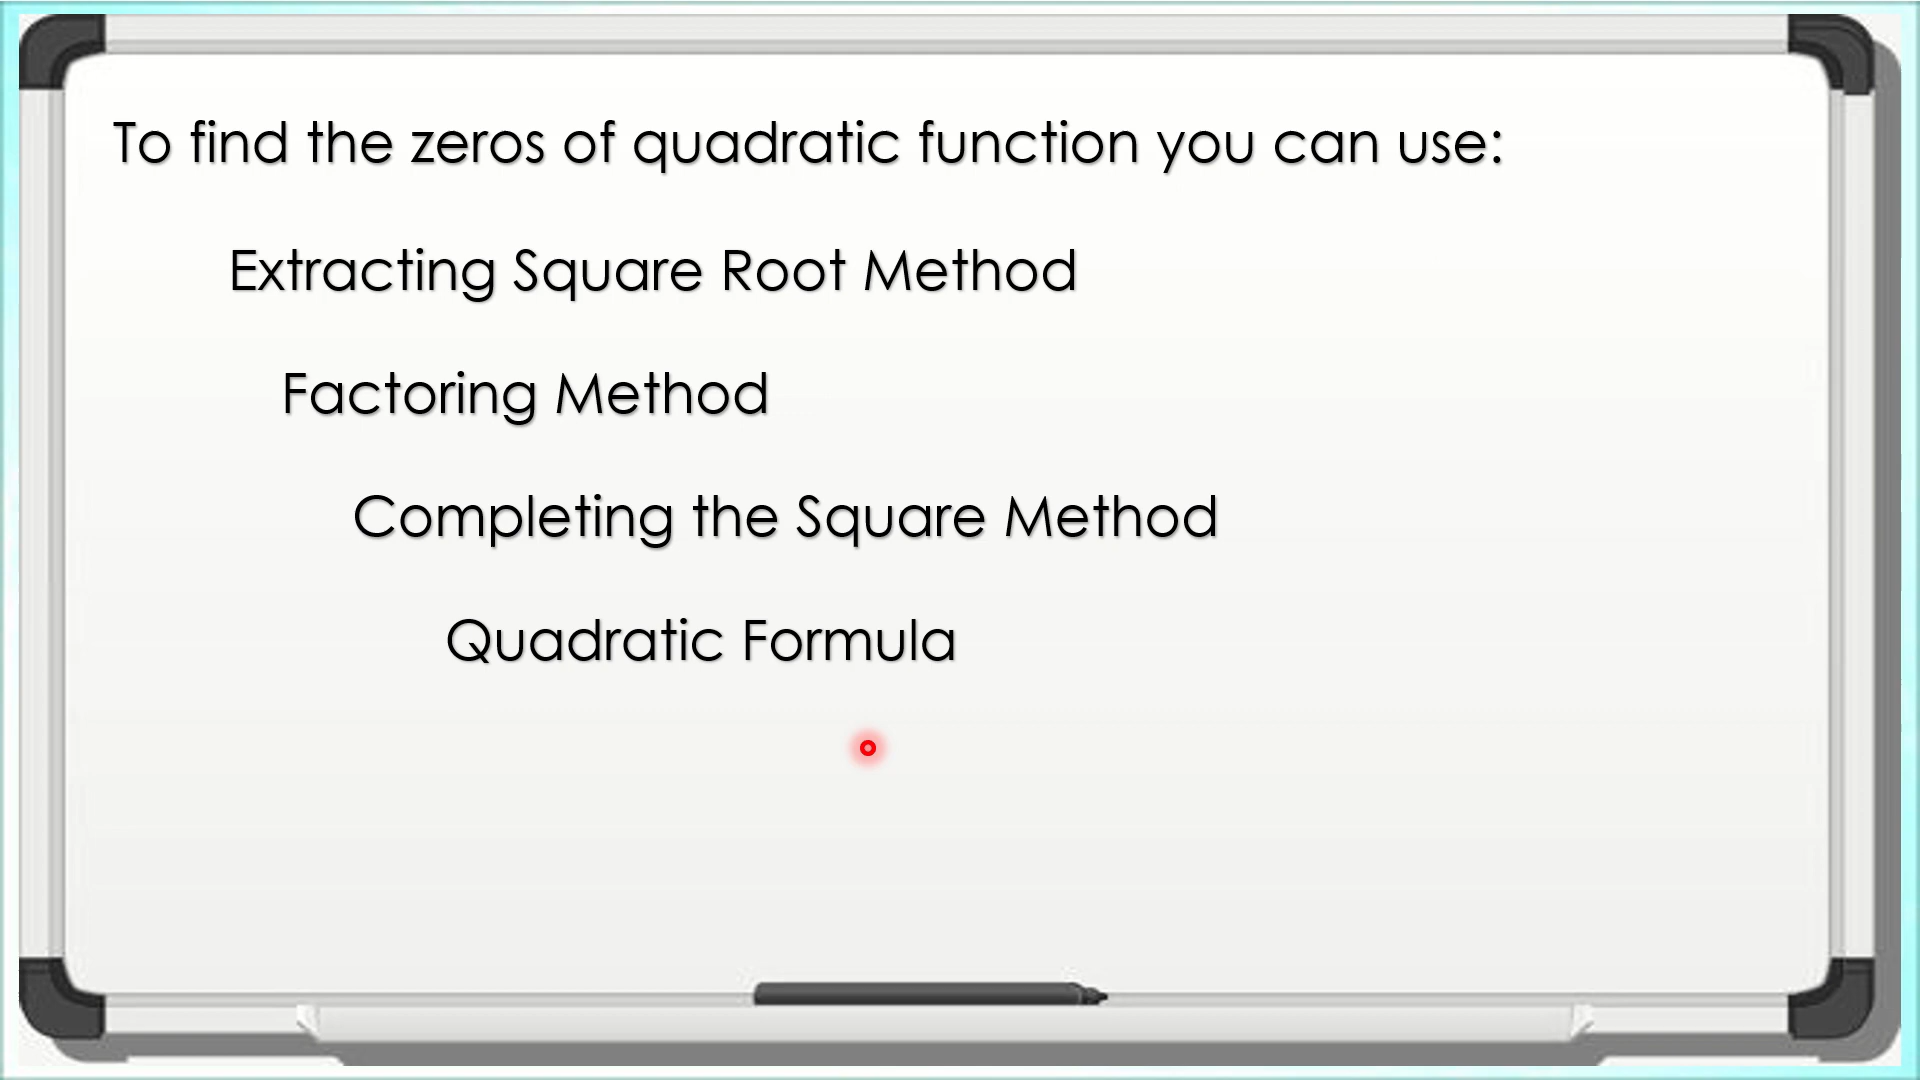 To find the zeros of quadratic function you can use:
Extracting Square Root Method
Factoring Method
Completing the Square Method
Quadratic Formula